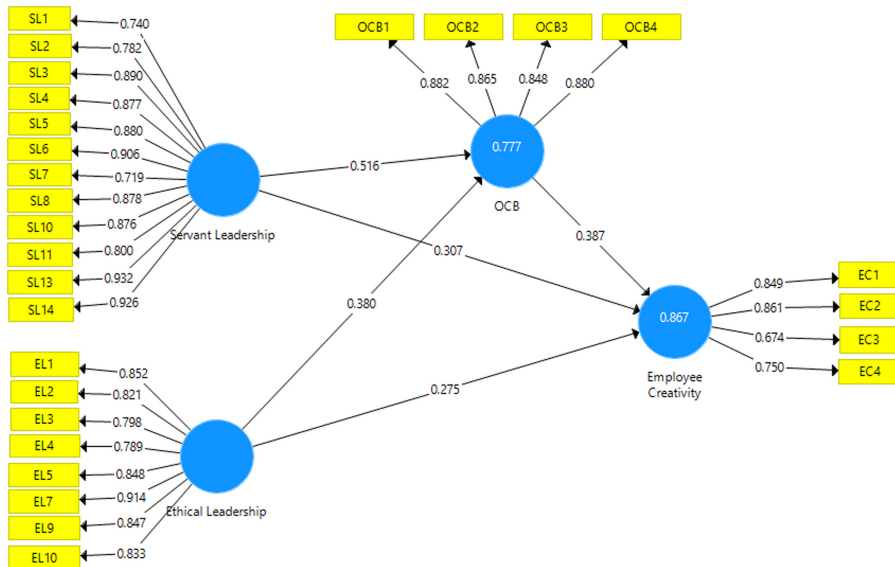 SL1
SL2
SL3
SL4
SL5
SL6
SL7
SL8
SL10
SL11
SL13
SL14
0.740
0.782
0.890
0.877
0.880
0.906
0.719
0.878
0.876
0.800
0.932
0.926
Servant Leadership
OCB1 OCB2 OCB3 OCB4
0.882 0.865 0.848 0.880
0.777
OCB
0.516
0.307
0.387
0.380
0.275
0.867
Employee
Creativity
0.849
0.861
0.674
0.750
EC1
EC2
EC3
EC4
EL1
EL2
EL3
EL4
EL5
EL7
EL9
EL10
0.852
0.821
0.798
0.789
0.848
0.914
0.847
0.833
Ethical Leadership